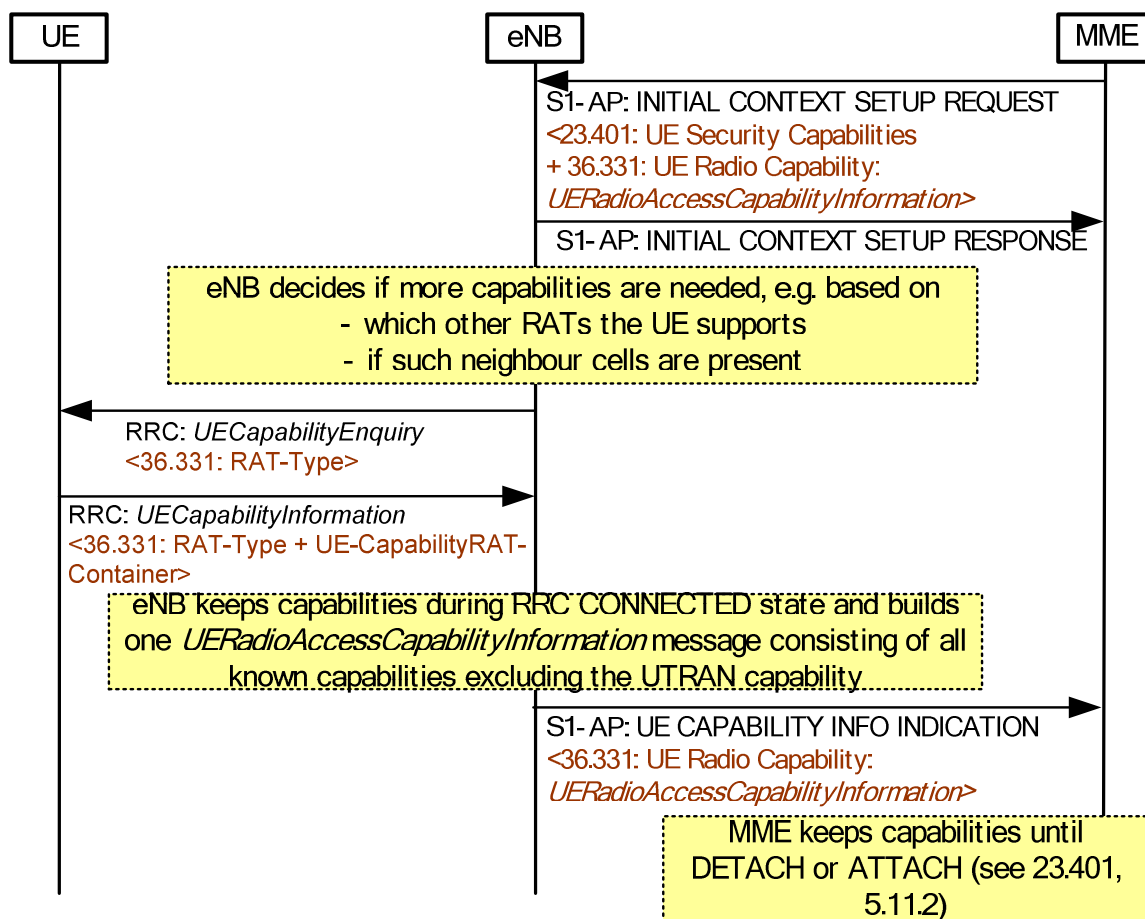 UE
eNB
MME
S1-AP: INITIAL CONTEXT SETUP REQUEST
<23.401: UE Security Capabilities
+ 36.331: UE Radio Capability:
UERadioAccessCapabilityInformation>
S1-AP: INITIAL CONTEXT SETUP RESPONSE
eNB decides if more capabilities are needed, e.g. based on
- which other RATs the UE supports
- if such neighbour cells are present
RRC: UECapabilityEnquiry
<36.331: RAT-Type>
RRC: UECapabilityInformation
<36.331: RAT-Type + UE-CapabilityRAT-
Container>
eNB keeps capabilities during RRC CONNECTED state and builds
one UERadioAccessCapabilityInformation message consisting of all
known capabilities excluding the UTRAN capability
S1-AP: UE CAPABILITY INFO INDICATION
<36.331: UE Radio Capability:
UERadioAccessCapabilityInformation>
MME keeps capabilities until
DETACH or ATTACH (see 23.401,
5.11.2)